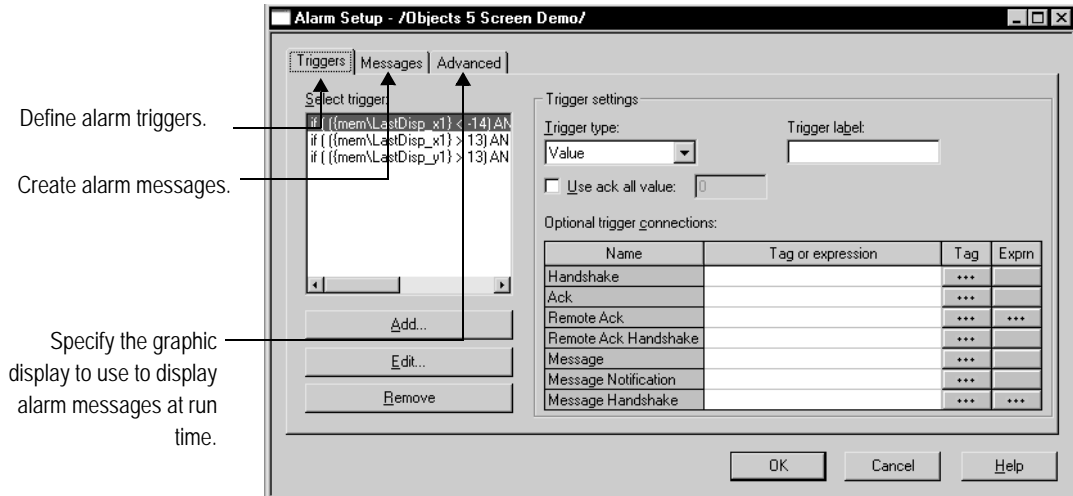 Alarm Setup - /Objects 5 Screen Demo/
Triggers Messages Advanced
Define alarm triggers.
Create alarm messages.
Specify the graphic
display to use to display
alarm messages at run
time.
Select trigger:
if ( ({mem\LastDisp_x1} < -14) AN
if ( ({mem\LastDisp_x1} > 13) AN
if ( ({mem\LastDisp_y1} > 13) AN
Add...
Edit...
Remove
Trigger settings
Trigger type: Trigger label:
Value
Use ack all value: 0
Optional trigger connections:
Name Tag or expression Tag Exprn
Handshake ...
Ack ...
Remote Ack ... ...
Remote Ack Handshake ...
Message ...
Message Notification ...
Message Handshake ... ...
OK Cancel Help